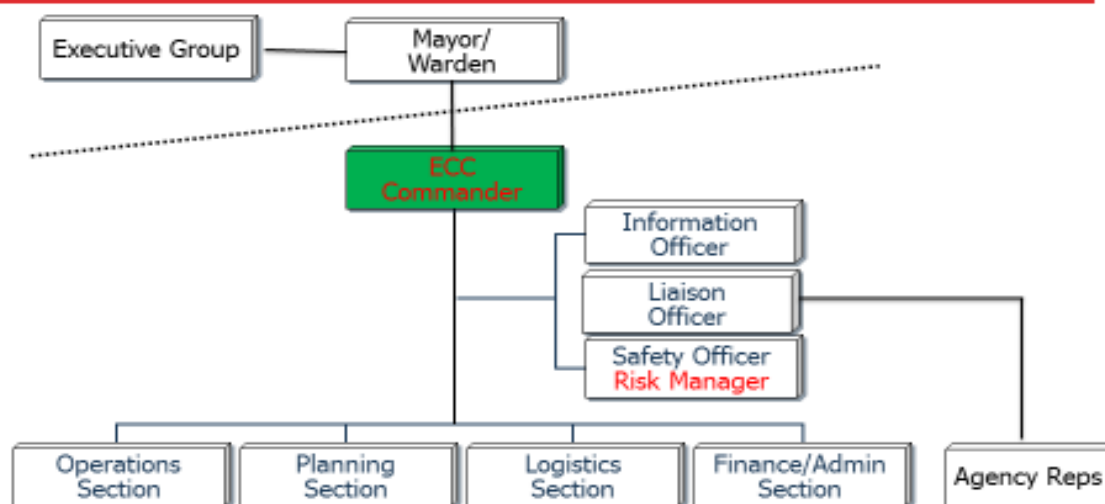 Executive Group
Mayor/
Warden
ECC
Commander
Information
Officer
Liaison
Officer
Safety Officer
Risk Manager
Operations
Section
Planning
Section
Logistics
Section
Finance/Admin
Section
Agency Reps